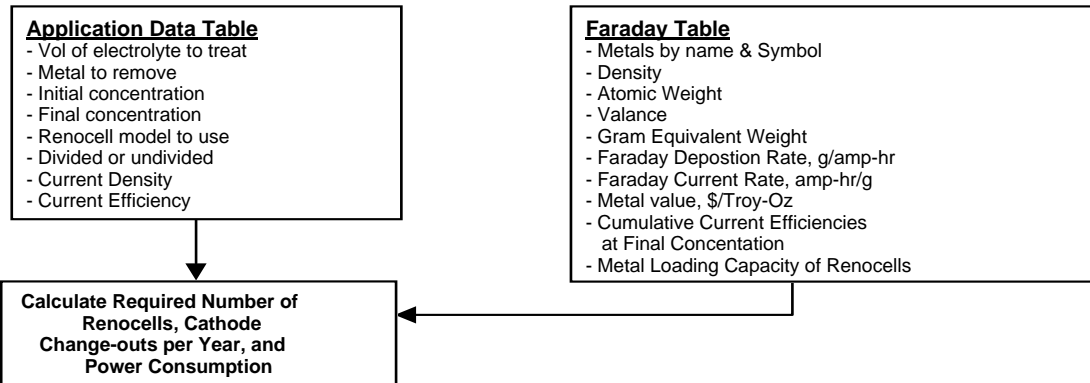 Application Data Table
- Vol of electrolyte to treat
- Metal to remove
- Initial concentration
- Final concentration
- Renocell model to use
- Divided or undivided
- Current Density
- Current Efficiency
Faraday Table
- Metals by name & Symbol
- Density
- Atomic Weight
- Valance
- Gram Equivalent Weight
- Faraday Depostion Rate, g/amp-hr
- Faraday Current Rate, amp-hr/g
- Metal value, $/Troy-Oz
- Cumulative Current Efficiencies
at Final Concentation
- Metal Loading Capacity of Renocells
Calculate Required Number of
Renocells, Cathode
Change-outs per Year, and
Power Consumption